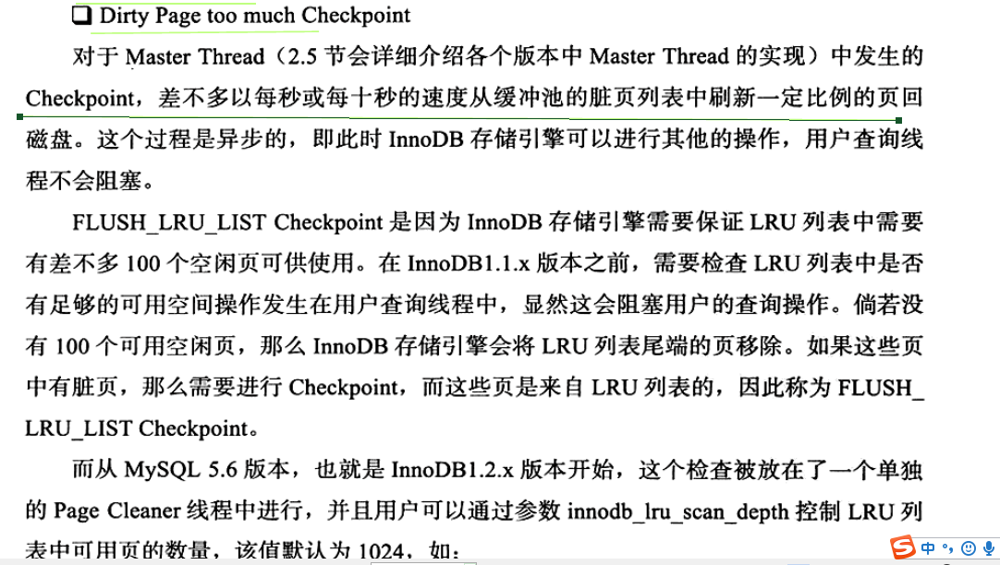 ❑ Dirty Page too much Checkpoint
对于 Master Thread（2.5 节会详细介绍各个版本中 Master Thread 的实现）中发生的
Checkpoint，差不多以每秒或每十秒的速度从缓冲池的脏页列表中刷新一定比例的页回
磁盘。这个过程是异步的，即此时 InnoDB 存储引擎可以进行其他的操作，用户查询线
程不会阻塞。
FLUSH_LRU_LIST Checkpoint 是因为 InnoDB 存储引擎需要保证 LRU 列表中需要
有差不多 100 个空闲页可供使用。在 InnoDB1.1.x 版本之前，需要检查 LRU 列表中是否
有足够的可用空间操作发生在用户查询线程中，显然这会阻塞用户的查询操作。倘若没
有 100 个可用空闲页，那么 InnoDB 存储引擎会将 LRU 列表尾端的页移除。如果这些页
中有脏页，那么需要进行 Checkpoint，而这些页是来自 LRU 列表的，因此称为 FLUSH_
LRU_LIST Checkpoint。
而从 MySQL 5.6 版本，也就是 InnoDB1.2.x 版本开始，这个检查被放在了一个单独
的 Page Cleaner 线程中进行，并且用户可以通过参数 innodb_lru_scan_depth 控制 LRU 列
表中可用页的数量，该值默认为 1024，如：
S 中